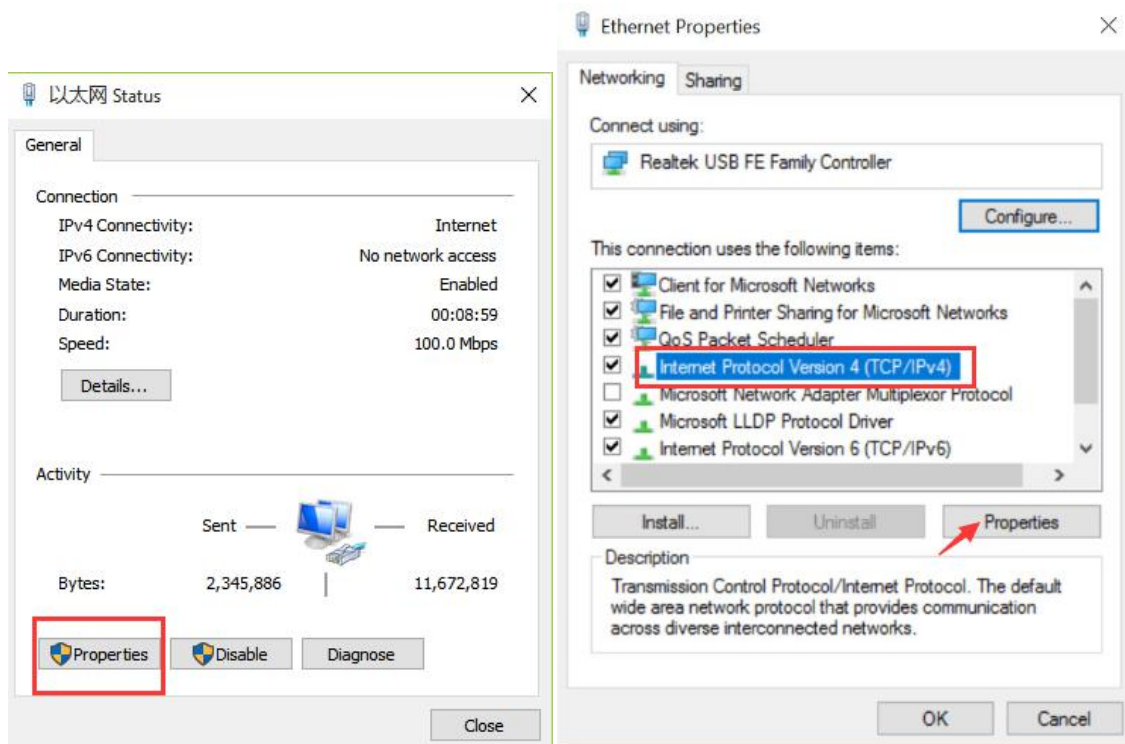 以太网 Status
General
Connection
IPv4 Connectivity: Internet
IPv6 Connectivity: No network access
Media State: Enabled
Duration: 00:08:59
Speed: 100.0 Mbps
Details...
Activity
Sent Received
Bytes: 2,345,886 11,672,819
Properties Disable Diagnose
Close
Ethernet Properties
Networking Sharing
Connect using:
Realtek USB FE Family Controller
Configure...
This connection uses the following items:
Client for Microsoft Networks
File and Printer Sharing for Microsoft Networks
QoS Packet Scheduler
Internet Protocol Version 4 (TCP/IPv4)
Microsoft Network Adapter Multiplexor Protocol
Microsoft LLDP Protocol Driver
Internet Protocol Version 6 (TCP/IPv6)
Install... Uninstall Properties
Description
Transmission Control Protocol/Internet Protocol. The default
wide area network protocol that provides communication
across diverse interconnected networks.
OK Cancel